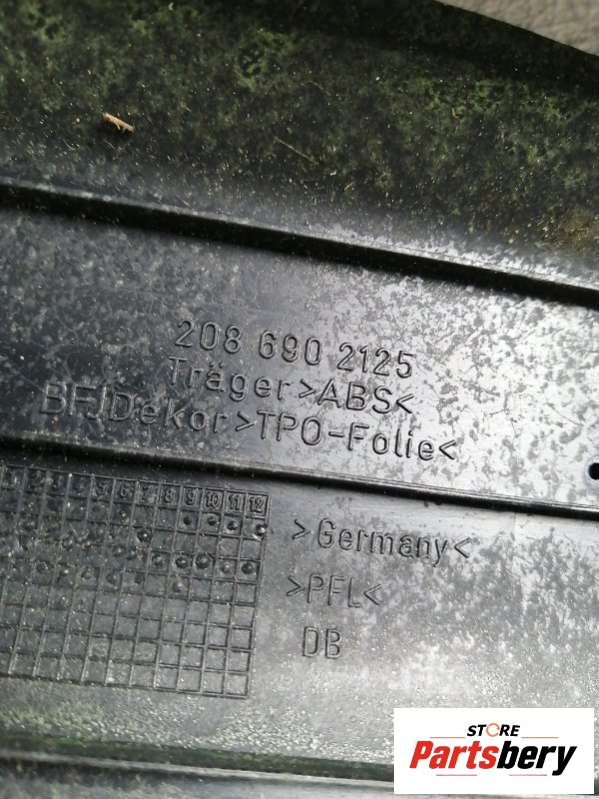 208 690 2125
Träger >ABS<
BFJDekor >TPO-Folie<
1 2 3 4 5 6 7 8 9 10 11 12
>Germany<
>PFL<
DB
STORE
Partsbery